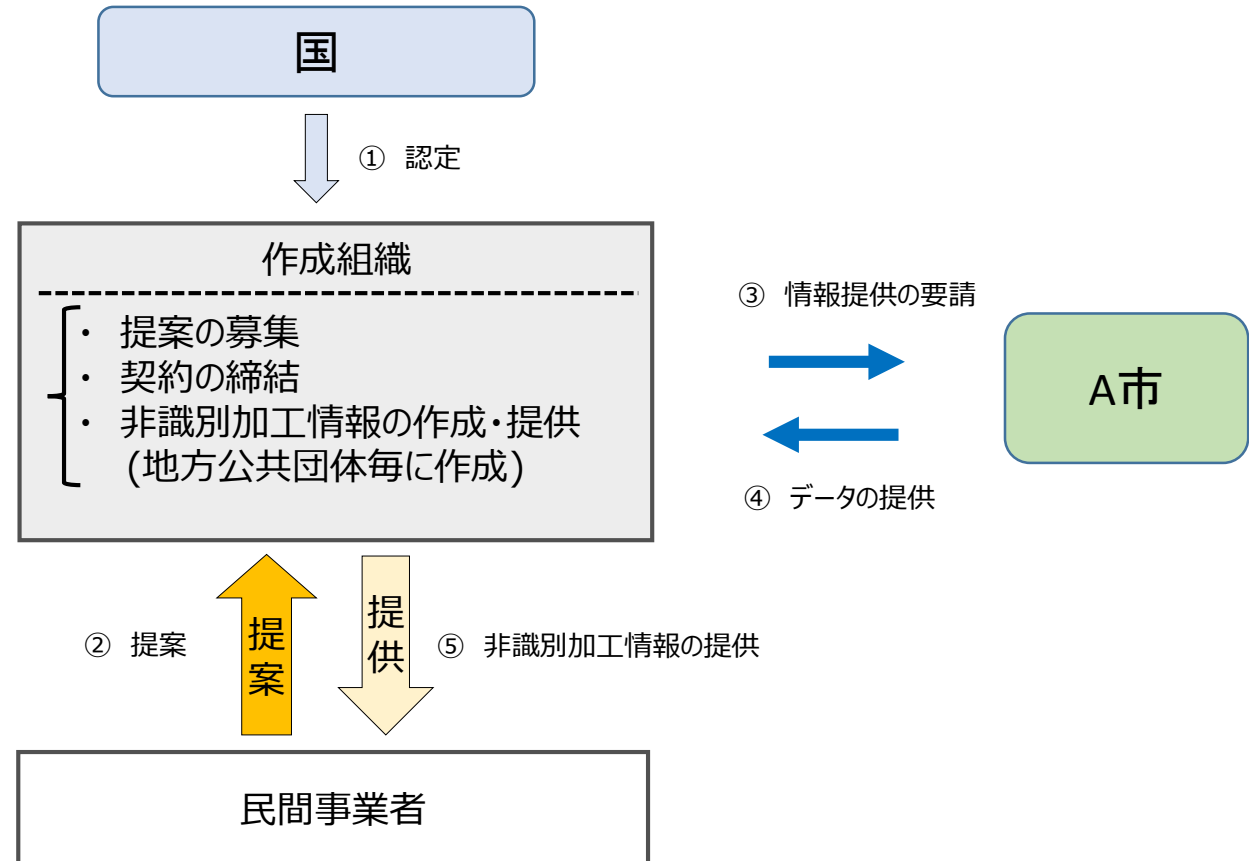 国
① 認定
作成組織
・ 提案の募集
・ 契約の締結
・ 非識別加工情報の作成・提供
(地方公共団体毎に作成)
③ 情報提供の要請
A市
④ データの提供
② 提案
提案
提供
⑤ 非識別加工情報の提供
民間事業者